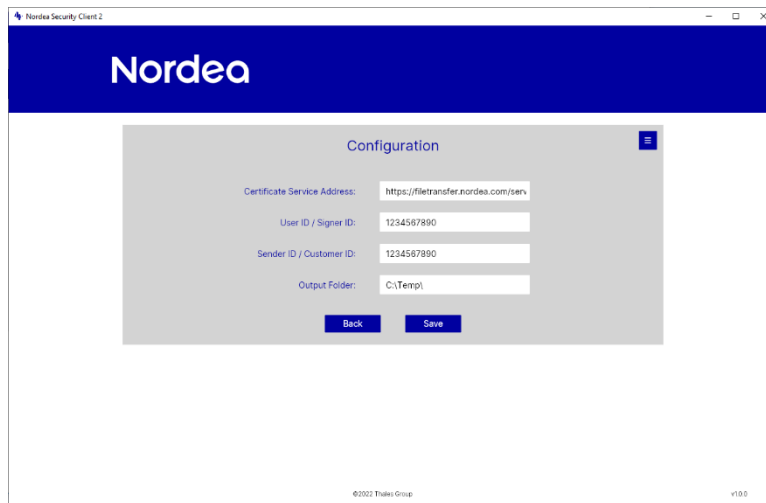 Nordea Security Client 2
Nordea
Configuration
Certificate Service Address: https://filetransfer.nordea.com/serv
User ID / Signer ID: 1234567890
Sender ID / Customer ID: 1234567890
Output Folder: C:\Temp\
Back Save
©2022 Thales Group v1.0.0